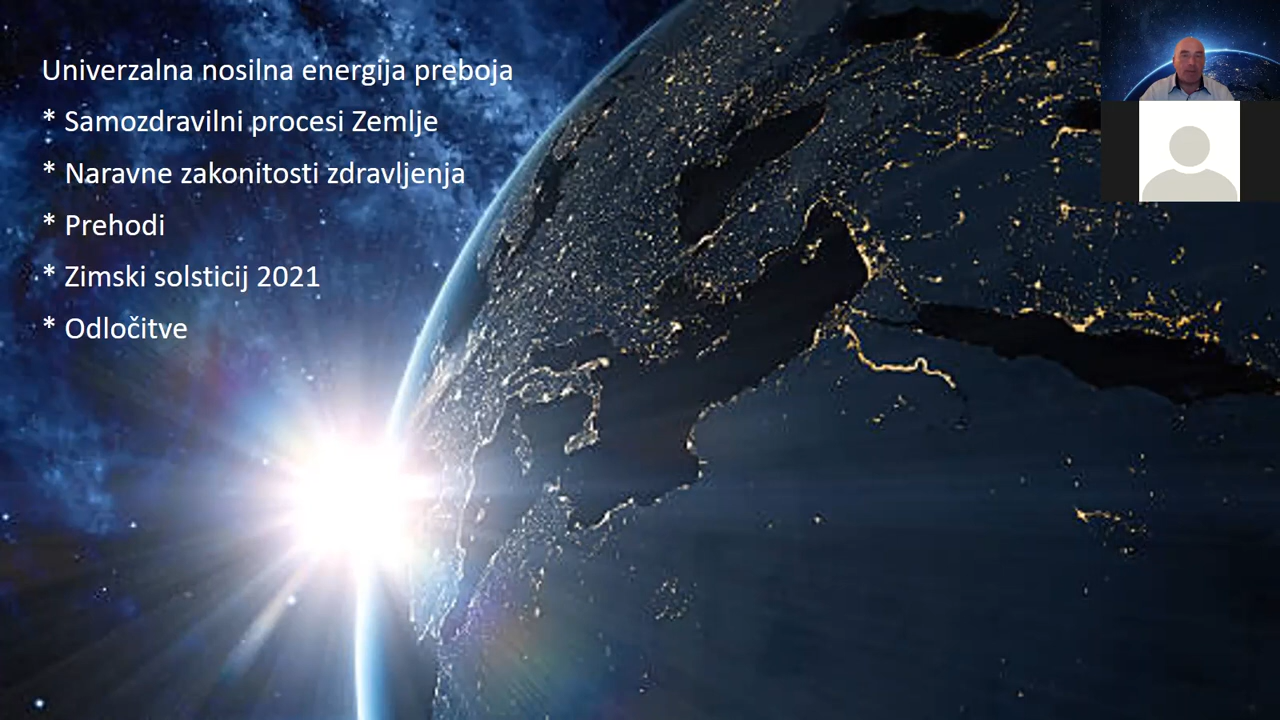 Univerzalna nosilna energija preboja
* Samozdravilni procesi Zemlje
* Naravne zakonitosti zdravljenja
* Prehodi
* Zimski solsticij 2021
* Odločitve